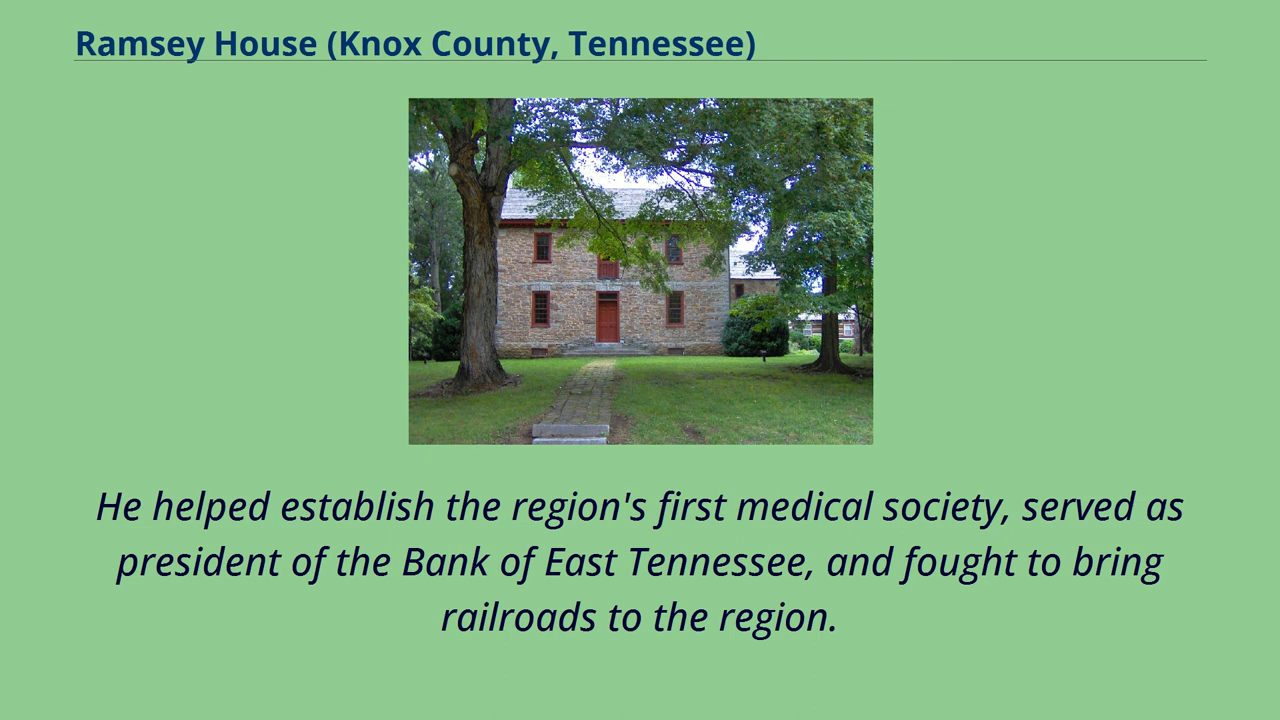 Ramsey House (Knox County, Tennessee)
He helped establish the region's first medical society, served as
president of the Bank of East Tennessee, and fought to bring
railroads to the region.